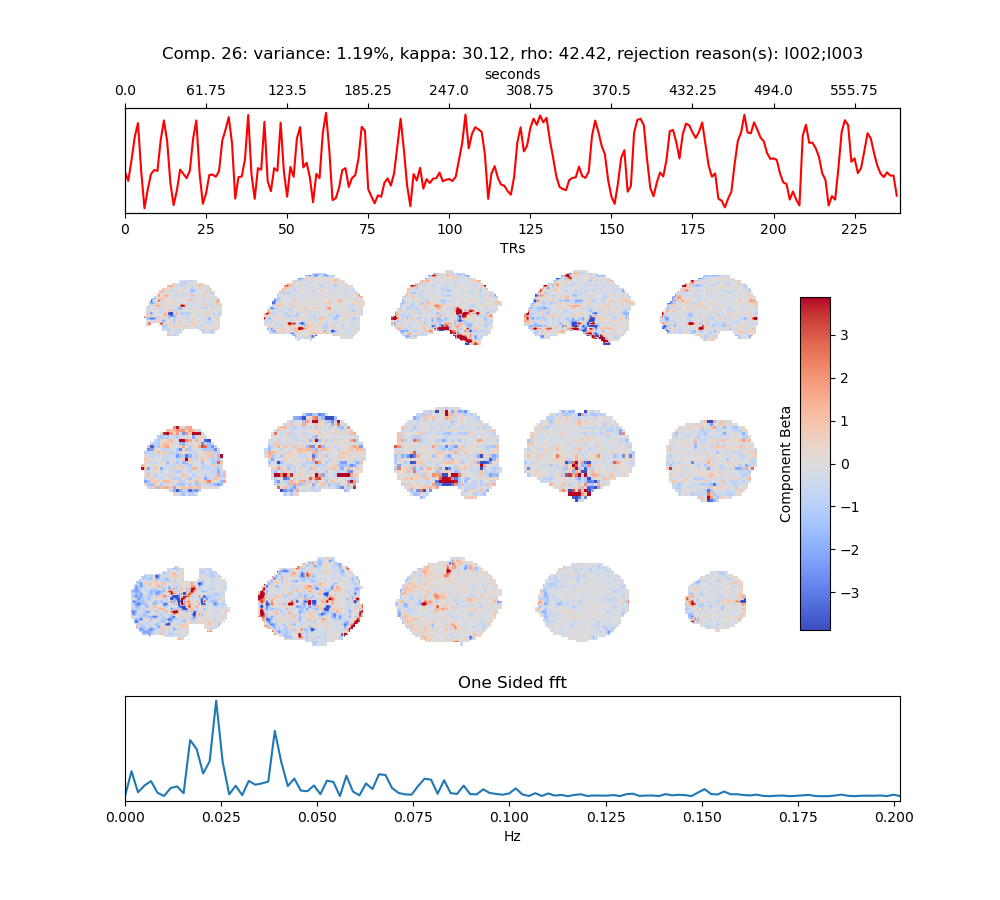 Comp. 26: variance: 1.19%, kappa: 30.12, rho: 42.42, rejection reason(s): I002;I003
seconds
0.0 61.75 123.5 185.25 247.0 308.75 370.5 432.25 494.0 555.75
0 25 50 75 100 125 150 175 200 225
TRs
3
2
1
0
−1
−2
−3
Component Beta
One Sided fft
0.000 0.025 0.050 0.075 0.100 0.125 0.150 0.175 0.200
Hz